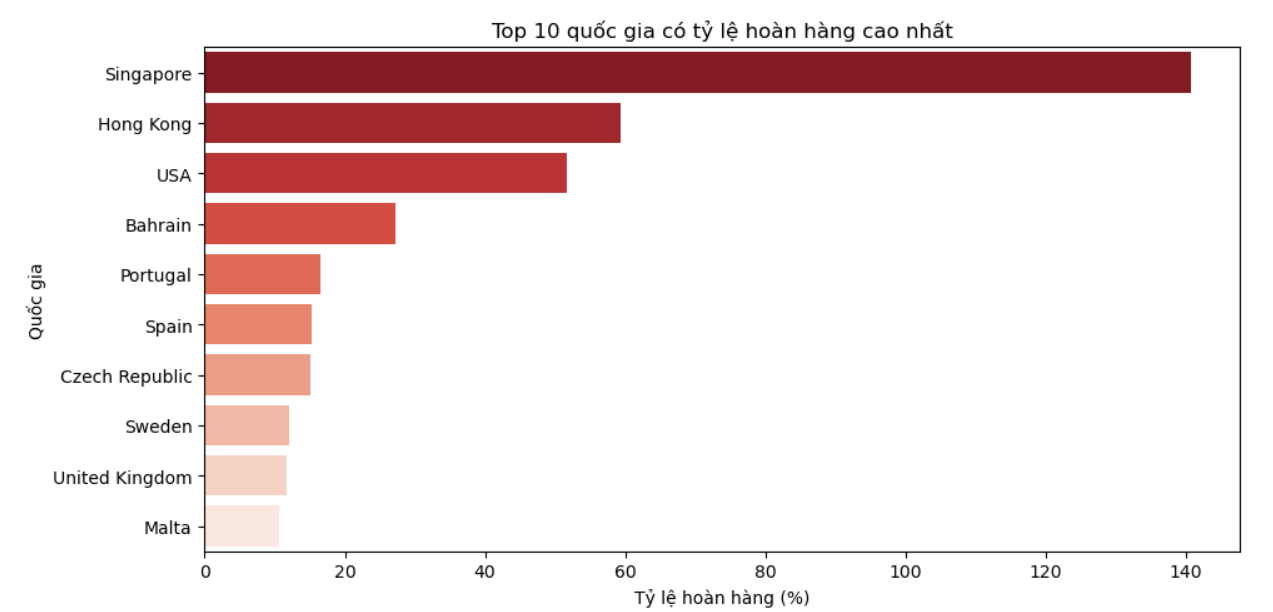 Top 10 quốc gia có tỷ lệ hoàn hàng cao nhất
Quốc gia
Singapore
Hong Kong
USA
Bahrain
Portugal
Spain
Czech Republic
Sweden
United Kingdom
Malta
0 20 40 60 80 100 120 140
Tỷ lệ hoàn hàng (%)